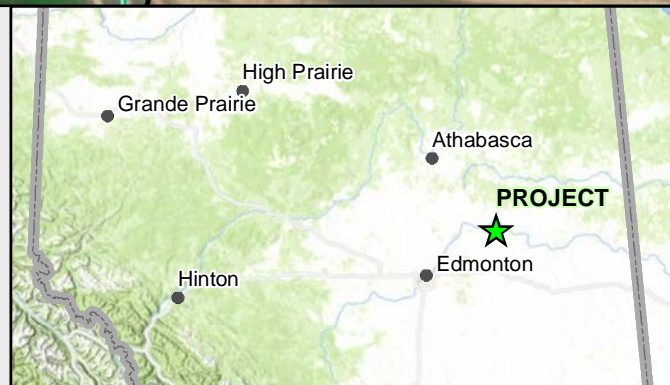 High Prairie
Grande Prairie
Athabasca
PROJECT
Edmonton
Hinton